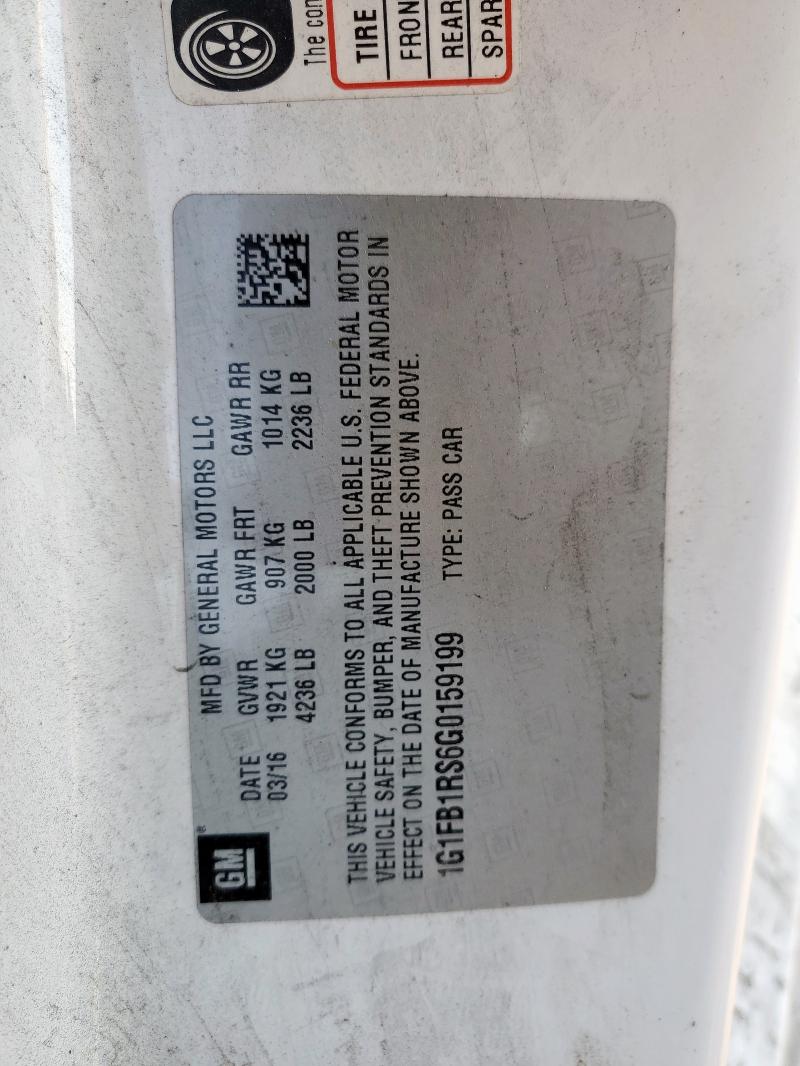 The con
TIRE
FRON
REAR
SPAR
GM®
MFD BY GENERAL MOTORS LLC
DATE GVWR GAWR FRT GAWR RR
03/16 1921 KG 907 KG 1014 KG
4236 LB 2000 LB 2236 LB
THIS VEHICLE CONFORMS TO ALL APPLICABLE U.S. FEDERAL MOTOR
VEHICLE SAFETY, BUMPER, AND THEFT PREVENTION STANDARDS IN
EFFECT ON THE DATE OF MANUFACTURE SHOWN ABOVE.
1G1FB1RS6G0159199 TYPE: PASS CAR